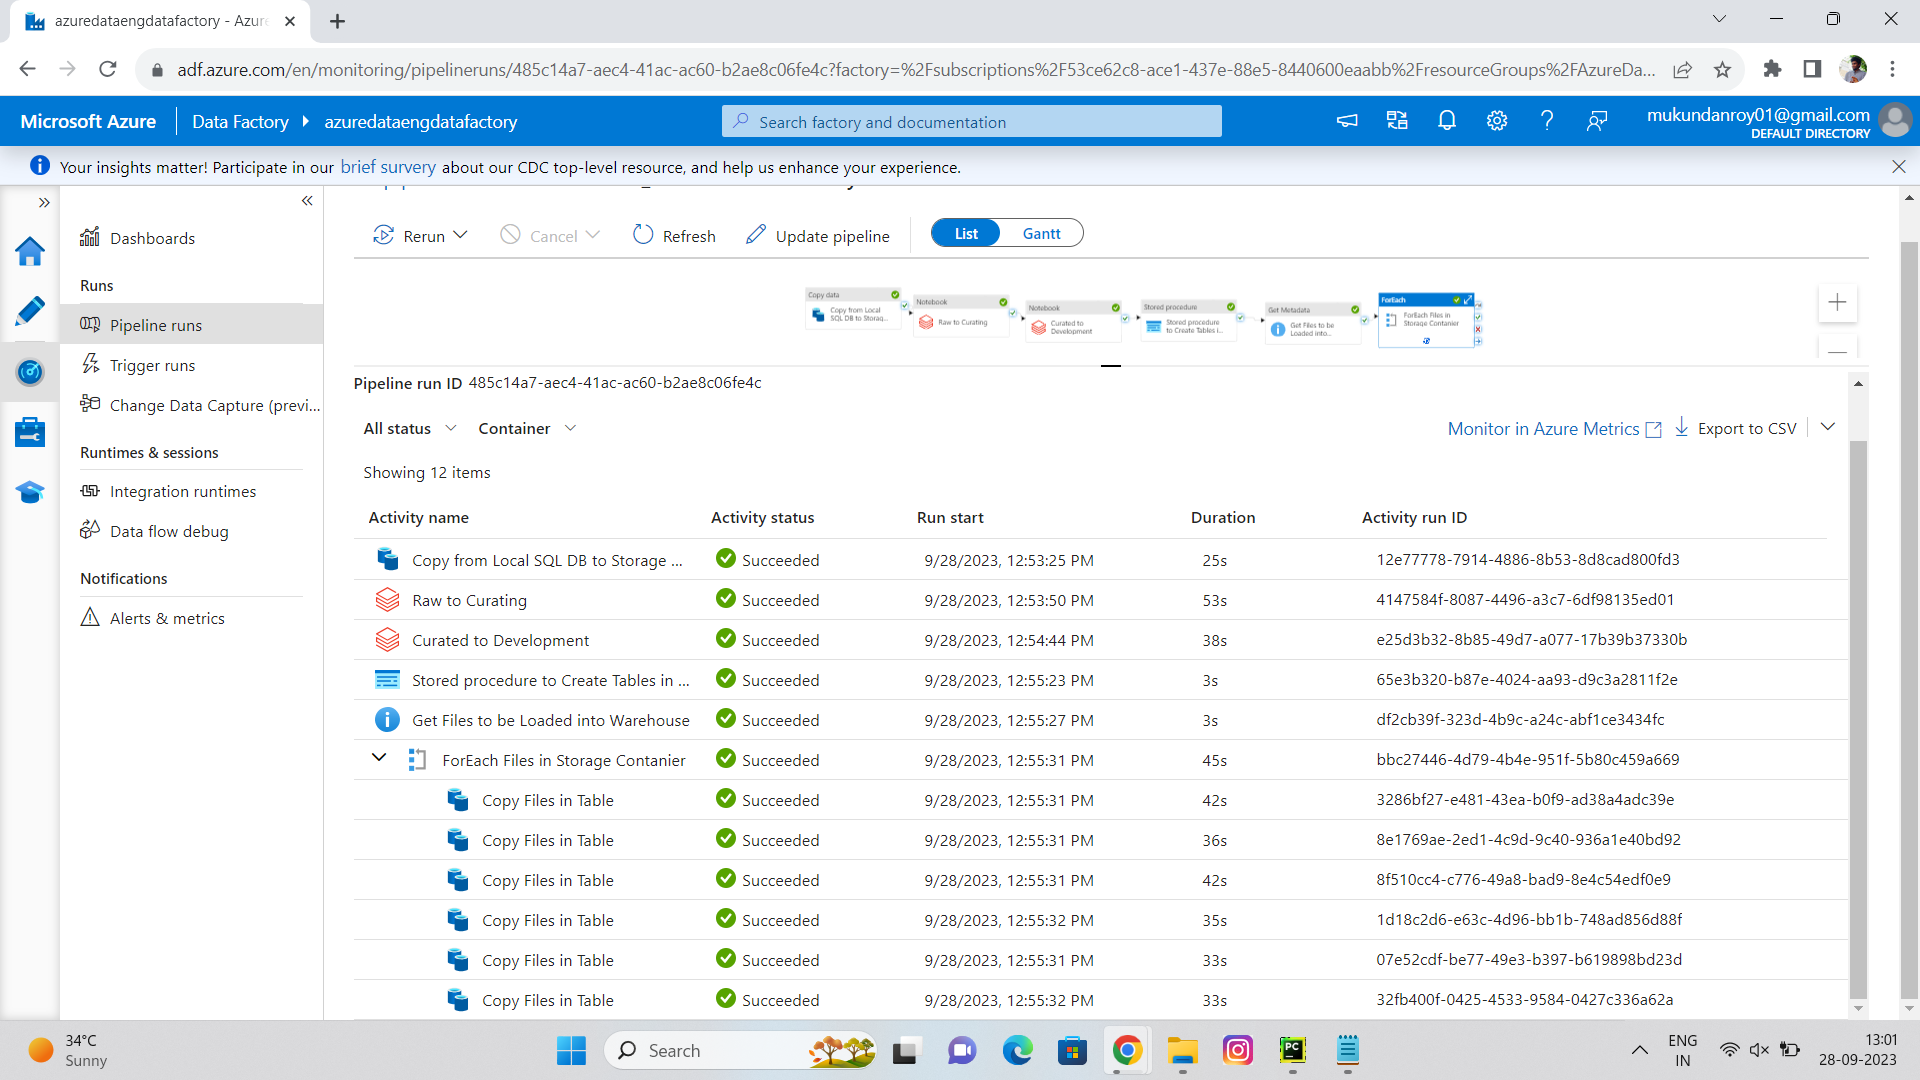 azuredataengdatafactory - Azure
adf.azure.com/en/monitoring/pipelineruns/485c14a7-aec4-41ac-ac60-b2ae8c06fe4c?factory=%2Fsubscriptions%2F53ce62c8-ace1-437e-88e5-8440600eaabb%2FresourceGroups%2FAzureDa...
Microsoft Azure
Data Factory
azuredataengdatafactory
Search factory and documentation
mukundanroy01@gmail.com
DEFAULT DIRECTORY
Your insights matter! Participate in our brief survery about our CDC top-level resource, and help us enhance your experience.
Dashboards
Runs
Pipeline runs
Trigger runs
Change Data Capture (previ...
Runtimes & sessions
Integration runtimes
Data flow debug
Notifications
Alerts & metrics
Rerun
Cancel
Refresh
Update pipeline
List
Gantt
Copy data
Copy from Local
SQL DB to Storag...
Notebook
Raw to Curating
Notebook
Curated to
Development
Stored procedure
Stored procedure
to Create Tables i...
Get Metadata
Get Files to be
Loaded into...
ForEach
ForEach Files in
Storage Contanier
Pipeline run ID 485c14a7-aec4-41ac-ac60-b2ae8c06fe4c
All status
Container
Monitor in Azure Metrics
Export to CSV
Showing 12 items
Activity name Activity status Run start Duration Activity run ID
Copy from Local SQL DB to Storage ... Succeeded 9/28/2023, 12:53:25 PM 25s 12e77778-7914-4886-8b53-8d8cad800fd3
Raw to Curating Succeeded 9/28/2023, 12:53:50 PM 53s 4147584f-8087-4496-a3c7-6df98135ed01
Curated to Development Succeeded 9/28/2023, 12:54:44 PM 38s e25d3b32-8b85-49d7-a077-17b39b37330b
Stored procedure to Create Tables in ... Succeeded 9/28/2023, 12:55:23 PM 3s 65e3b320-b87e-4024-aa93-d9c3a2811f2e
Get Files to be Loaded into Warehouse Succeeded 9/28/2023, 12:55:27 PM 3s df2cb39f-323d-4b9c-a24c-abf1ce3434fc
ForEach Files in Storage Contanier Succeeded 9/28/2023, 12:55:31 PM 45s bbc27446-4d79-4b4e-951f-5b80c459a669
Copy Files in Table Succeeded 9/28/2023, 12:55:31 PM 42s 3286bf27-e481-43ea-b0f9-ad38a4adc39e
Copy Files in Table Succeeded 9/28/2023, 12:55:31 PM 36s 8e1769ae-2ed1-4c9d-9c40-936a1e40bd92
Copy Files in Table Succeeded 9/28/2023, 12:55:31 PM 42s 8f510cc4-c776-49a8-bad9-8e4c54edf0e9
Copy Files in Table Succeeded 9/28/2023, 12:55:32 PM 35s 1d18c2d6-e63c-4d96-bb1b-748ad856d88f
Copy Files in Table Succeeded 9/28/2023, 12:55:31 PM 33s 07e52cdf-be77-49e3-b397-b619898bd23d
Copy Files in Table Succeeded 9/28/2023, 12:55:32 PM 33s 32fb400f-0425-4533-9584-0427c336a62a
34°C
Sunny
Search
PC
ENG
IN
13:01
28-09-2023